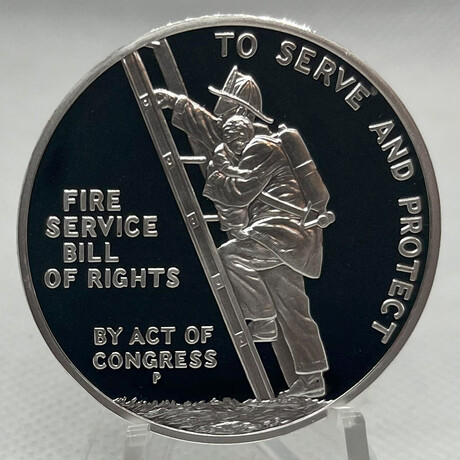 TO SERVE AND PROTECT
FIRE
SERVICE
BILL
OF RIGHTS
BY ACT OF
CONGRESS
P